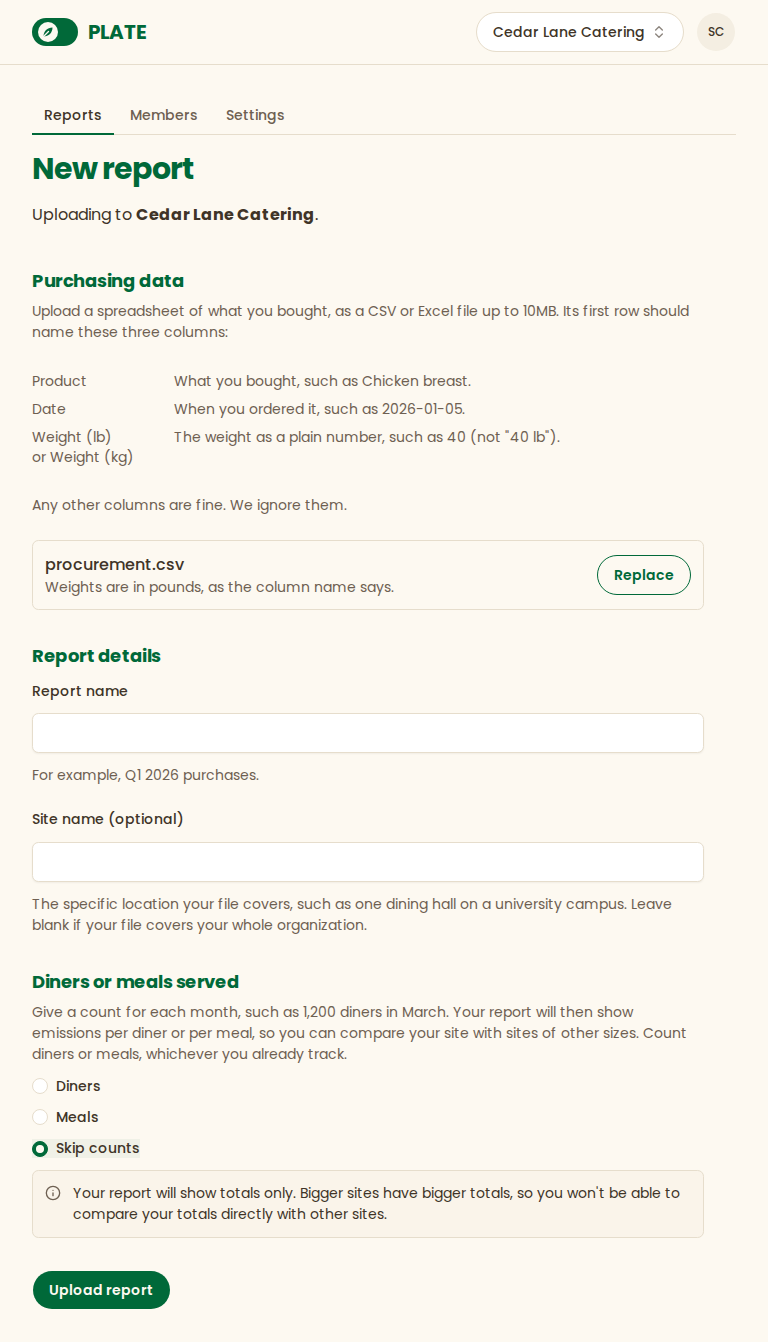 PLATE
Cedar Lane Catering
SC
Reports Members Settings
New report
Uploading to Cedar Lane Catering.
Purchasing data
Upload a spreadsheet of what you bought, as a CSV or Excel file up to 10MB. Its first row should
name these three columns:
Product What you bought, such as Chicken breast.
Date When you ordered it, such as 2026-01-05.
Weight (lb) The weight as a plain number, such as 40 (not "40 lb").
or Weight (kg)
Any other columns are fine. We ignore them.
procurement.csv
Weights are in pounds, as the column name says.
Replace
Report details
Report name
For example, Q1 2026 purchases.
Site name (optional)
The specific location your file covers, such as one dining hall on a university campus. Leave
blank if your file covers your whole organization.
Diners or meals served
Give a count for each month, such as 1,200 diners in March. Your report will then show
emissions per diner or per meal, so you can compare your site with sites of other sizes. Count
diners or meals, whichever you already track.
Diners
Meals
Skip counts
Your report will show totals only. Bigger sites have bigger totals, so you won't be able to
compare your totals directly with other sites.
Upload report